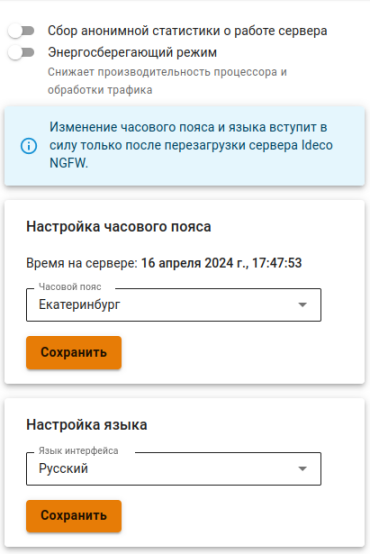 Сбор анонимной статистики о работе сервера
Энергосберегающий режим
Снижает производительность процессора и
обработки трафика
Изменение часового пояса и языка вступит в
силу только после перезагрузки сервера Ideco
NGFW.
Настройка часового пояса
Время на сервере: 16 апреля 2024 г., 17:47:53
Часовой пояс
Екатеринбург
Сохранить
Настройка языка
Язык интерфейса
Русский
Сохранить